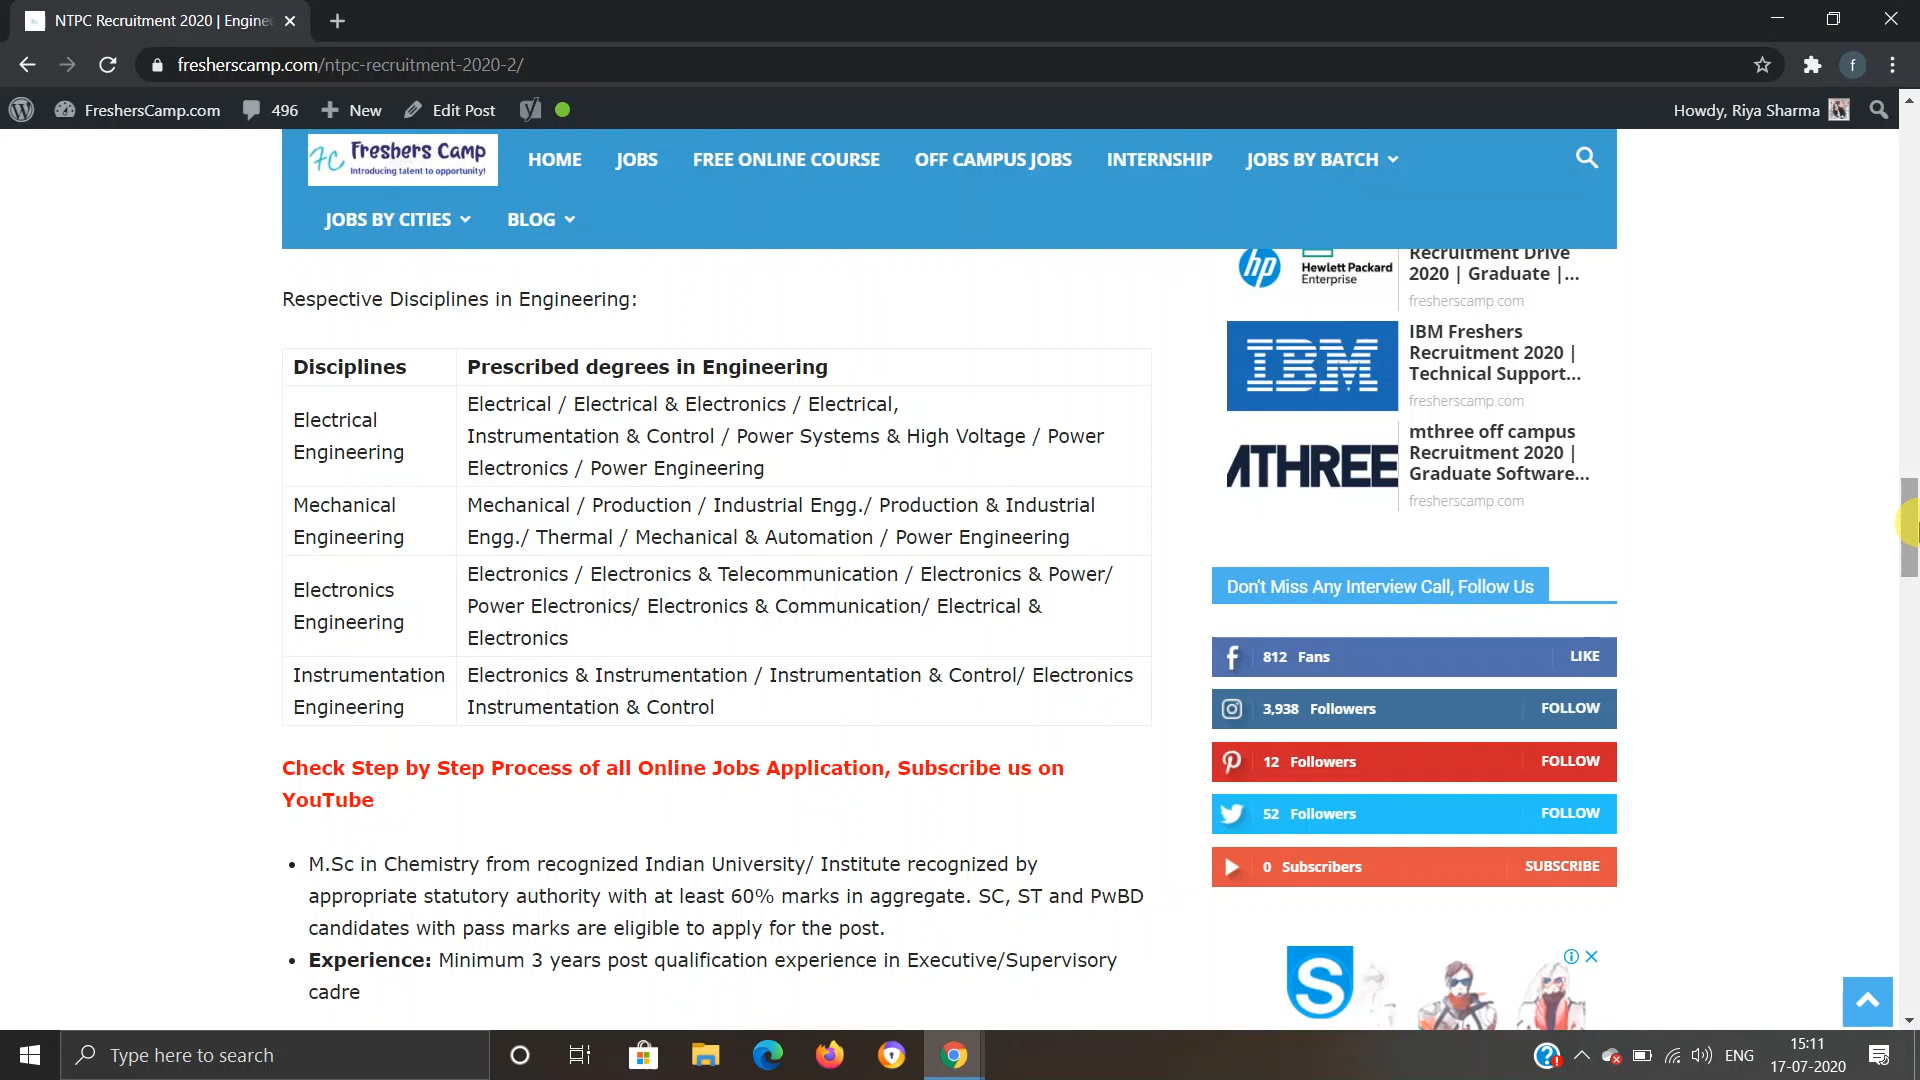 NTPC Recruitment 2020 | Engine
fresherscamp.com/ntpc-recruitment-2020-2/
f
FreshersCamp.com
496
New
Edit Post
Howdy, Riya Sharma
FC Freshers Camp
Introducing talent to opportunity!
HOME
JOBS
FREE ONLINE COURSE
OFF CAMPUS JOBS
INTERNSHIP
JOBS BY BATCH
JOBS BY CITIES
BLOG
Respective Disciplines in Engineering:
Disciplines
Prescribed degrees in Engineering
Electrical
Engineering
Electrical / Electrical & Electronics / Electrical,
Instrumentation & Control / Power Systems & High Voltage / Power
Electronics / Power Engineering
Mechanical
Engineering
Mechanical / Production / Industrial Engg./ Production & Industrial
Engg./ Thermal / Mechanical & Automation / Power Engineering
Electronics
Engineering
Electronics / Electronics & Telecommunication / Electronics & Power/
Power Electronics/ Electronics & Communication/ Electrical &
Electronics
Instrumentation
Engineering
Electronics & Instrumentation / Instrumentation & Control/ Electronics
Instrumentation & Control
Check Step by Step Process of all Online Jobs Application, Subscribe us on
YouTube
• M.Sc in Chemistry from recognized Indian University/ Institute recognized by
appropriate statutory authority with at least 60% marks in aggregate. SC, ST and PwBD
candidates with pass marks are eligible to apply for the post.
• Experience: Minimum 3 years post qualification experience in Executive/Supervisory
cadre
hp
Hewlett Packard
Enterprise
Recruitment Drive
2020 | Graduate |...
fresherscamp.com
IBM
IBM Freshers
Recruitment 2020 |
Technical Support...
fresherscamp.com
MTHREE
mthree off campus
Recruitment 2020 |
Graduate Software...
fresherscamp.com
Don't Miss Any Interview Call, Follow Us
812 Fans
LIKE
3,938 Followers
FOLLOW
12 Followers
FOLLOW
52 Followers
FOLLOW
0 Subscribers
SUBSCRIBE
S
Type here to search
ENG
15:11
17-07-2020